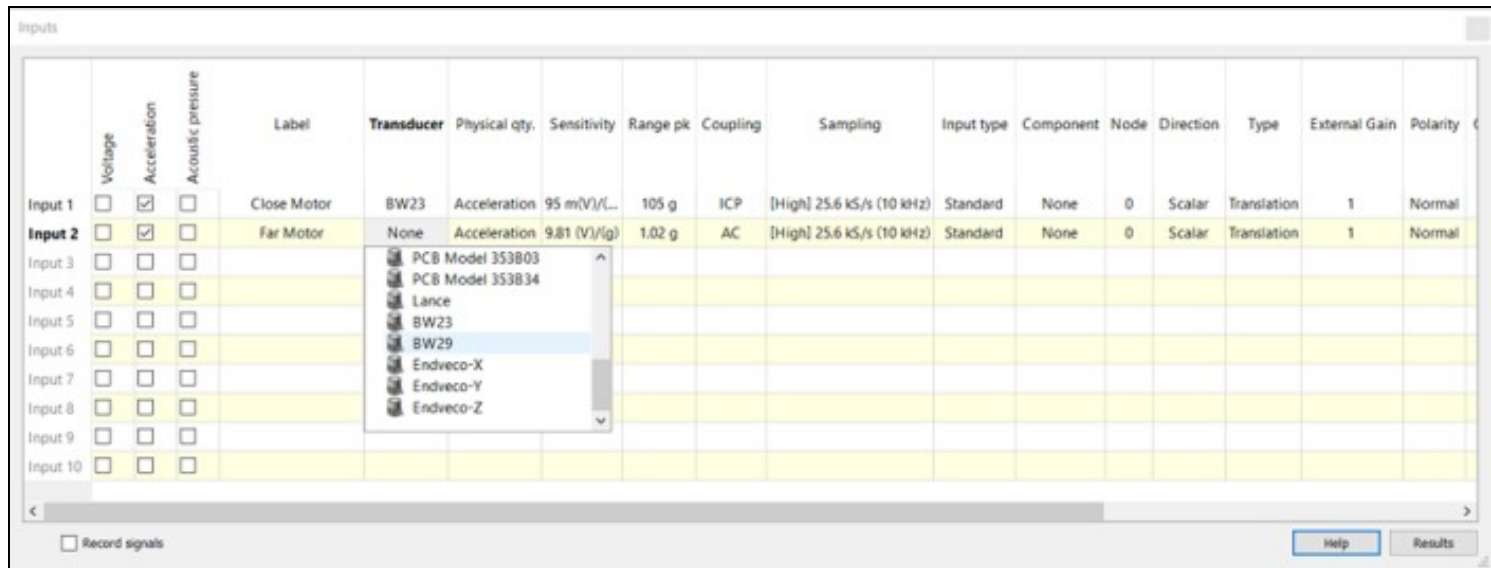 Inputs
Voltage Acceleration Acoustic pressure Label Transducer Physical qty. Sensitivity Range pk Coupling Sampling Input type Component Node Direction Type External Gain Polarity
Input 1 Close Motor BW23 Acceleration 95 m(V)/(... 105 g ICP [High] 25.6 kS/s (10 kHz) Standard None 0 Scalar Translation 1 Normal
Input 2 Far Motor None Acceleration 9.81 (V)/(g) 1.02 g AC [High] 25.6 kS/s (10 kHz) Standard None 0 Scalar Translation 1 Normal
Input 3
Input 4
Input 5
Input 6
Input 7
Input 8
Input 9
Input 10
PCB Model 353B03
PCB Model 353B34
Lance
BW23
BW29
Endveco-X
Endveco-Y
Endveco-Z
Record signals
Help Results